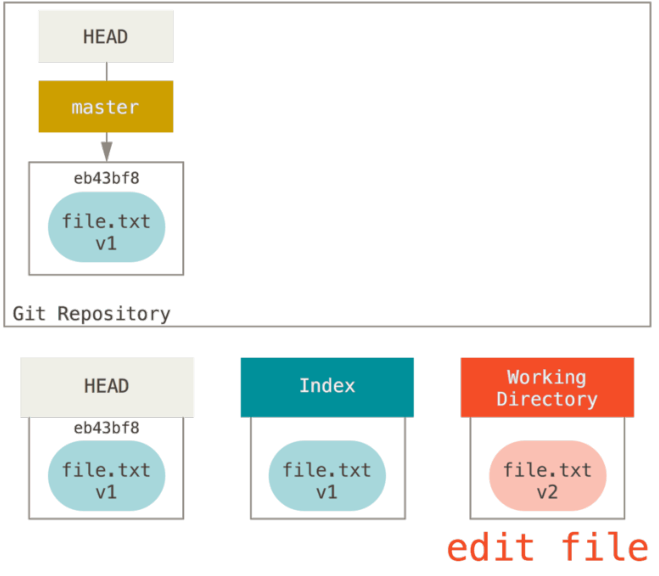 HEAD
master
eb43bf8
file.txt
v1
Git Repository
HEAD
eb43bf8
file.txt
v1
Index
file.txt
v1
Working
Directory
file.txt
v2
edit file